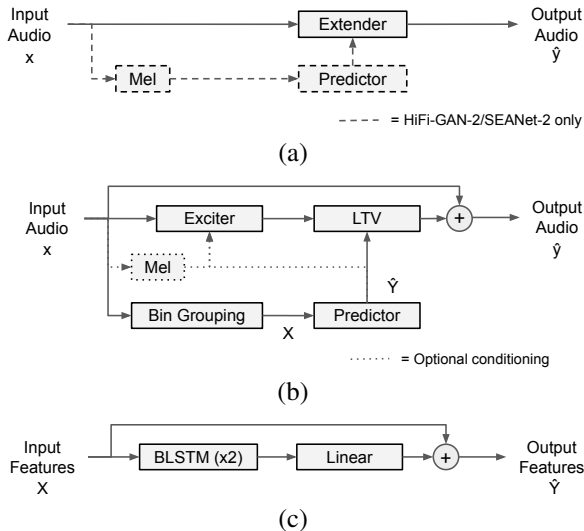 Input
Audio
x
Extender
Output
Audio
ŷ
Mel
Predictor
= HiFi-GAN-2/SEANet-2 only
(a)
Input
Audio
x
Exciter
LTV
+
Output
Audio
ŷ
Mel
Ŷ
Bin Grouping
X
Predictor
= Optional conditioning
(b)
Input
Features
X
BLSTM (x2)
Linear
+
Output
Features
Ŷ
(c)